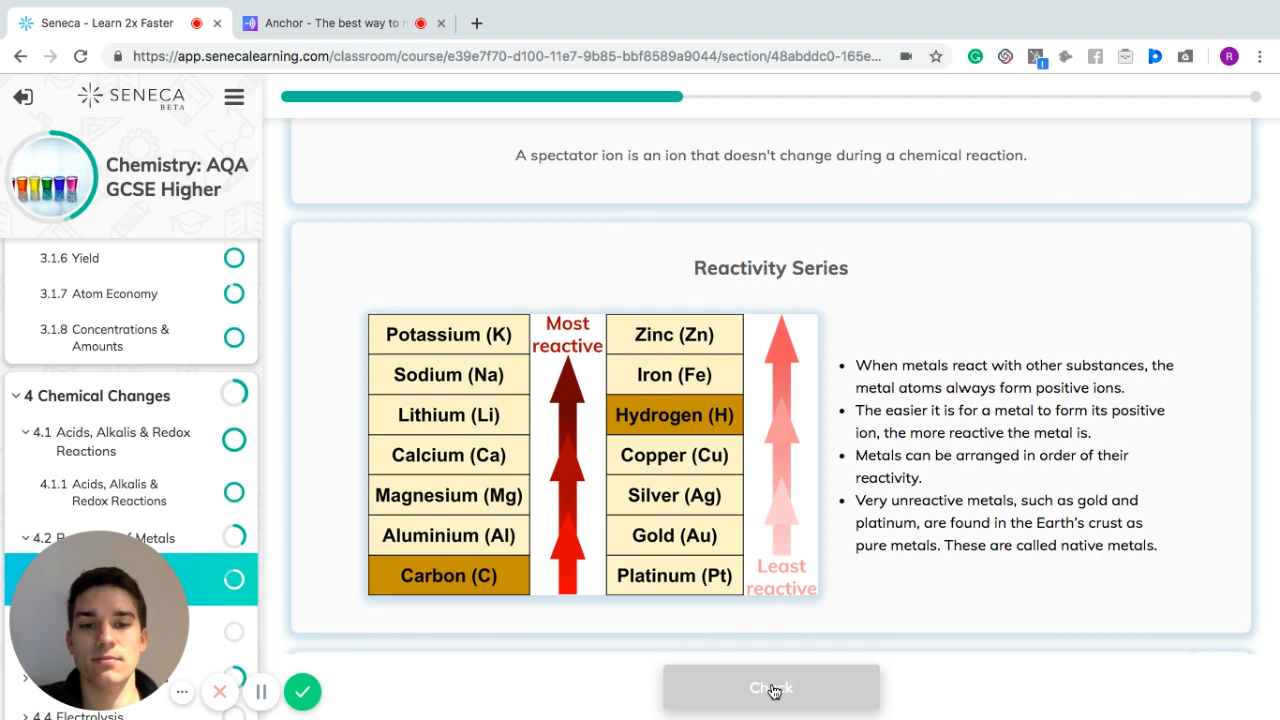 Seneca - Learn 2x Faster
Anchor - The best way to
https://app.senecalearning.com/classroom/course/e39e7f70-d100-11e7-9b85-bbf8589a9044/section/48abddc0-165e...
1
R
SENECA
BETA
Chemistry: AQA
GCSE Higher
3.1.6 Yield
3.1.7 Atom Economy
3.1.8 Concentrations &
Amounts
4 Chemical Changes
4.1 Acids, Alkalis & Redox
Reactions
4.1.1 Acids, Alkalis &
Redox Reactions
4.2
Metals
4.4 Electrolysis
A spectator ion is an ion that doesn't change during a chemical reaction.
Reactivity Series
Potassium (K)
Sodium (Na)
Lithium (Li)
Calcium (Ca)
Magnesium (Mg)
Aluminium (Al)
Carbon (C)
Most
reactive
Zinc (Zn)
Iron (Fe)
Hydrogen (H)
Copper (Cu)
Silver (Ag)
Gold (Au)
Platinum (Pt)
Least
reactive
• When metals react with other substances, the
metal atoms always form positive ions.
• The easier it is for a metal to form its positive
ion, the more reactive the metal is.
• Metals can be arranged in order of their
reactivity.
• Very unreactive metals, such as gold and
platinum, are found in the Earth's crust as
pure metals. These are called native metals.
Check